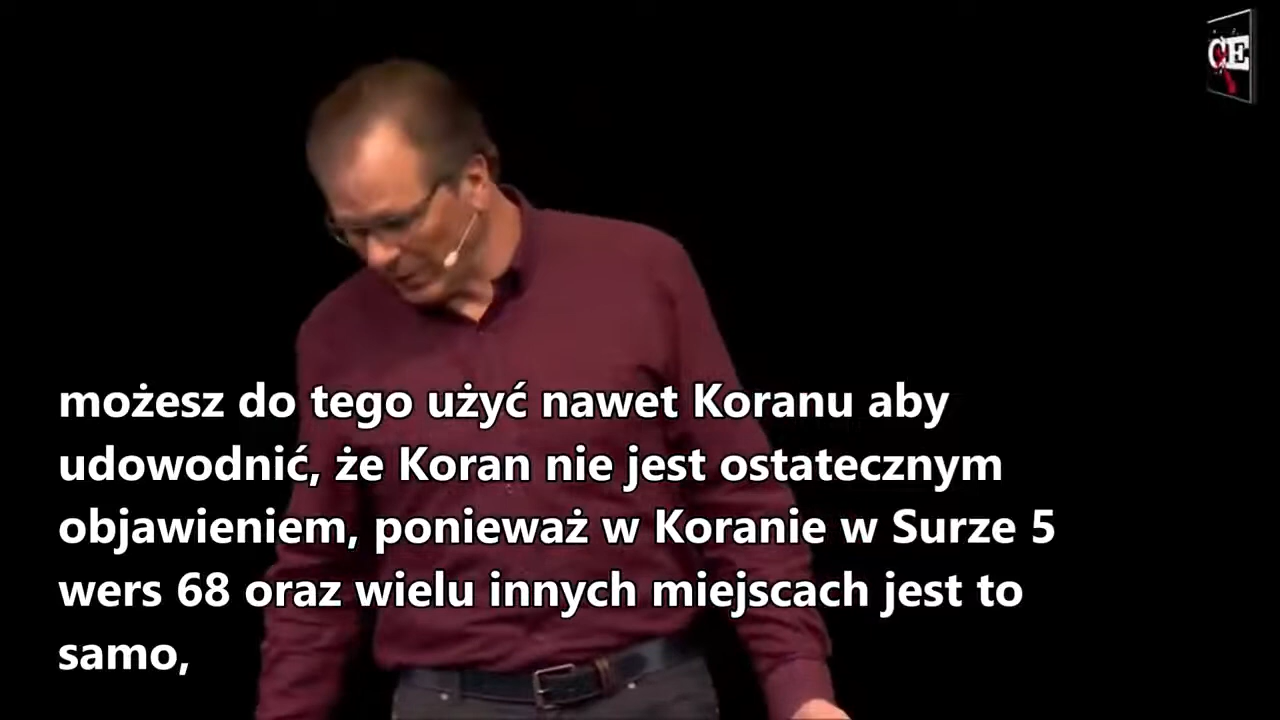 CE
możesz do tego użyć nawet Koranu aby
udowodnić, że Koran nie jest ostatecznym
objawieniem, ponieważ w Koranie w Surze 5
wers 68 oraz wielu innych miejscach jest to
samo,